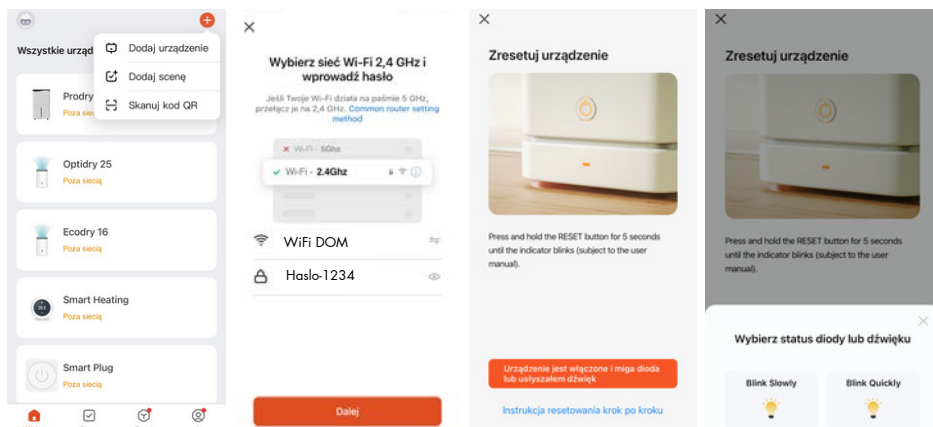 Wszystkie urząd
Dodaj urządzenie
Dodaj scenę
Skanuj kod QR
Prodry
Poza sie
Optidry 25
Poza siecią
Ecodry 16
Poza siecią
Smart Heating
Poza siecią
Smart Plug
Poza siecią
Wybierz sieć Wi-Fi 2,4 GHz i
wprowadź hasło
Jeśli Twoje Wi-Fi działa na paśmie 5 GHz,
przełącz je na 2,4 GHz. Common router setting
method
Wi-Fi - 5Ghz
Wi-Fi - 2.4Ghz
WiFi DOM
Haslo-1234
Dalej
Zresetuj urządzenie
Press and hold the RESET button for 5 seconds
until the indicator blinks (subject to the user
manual).
Urządzenie jest włączone i miga dioda
lub usłyszałem dźwięk
Instrukcja resetowania krok po kroku
Zresetuj urządzenie
Press and hold the RESET button for 5 seconds
until the indicator blinks (subject to the user
manual).
Wybierz status diody lub dźwięku
Blink Slowly
Blink Quickly